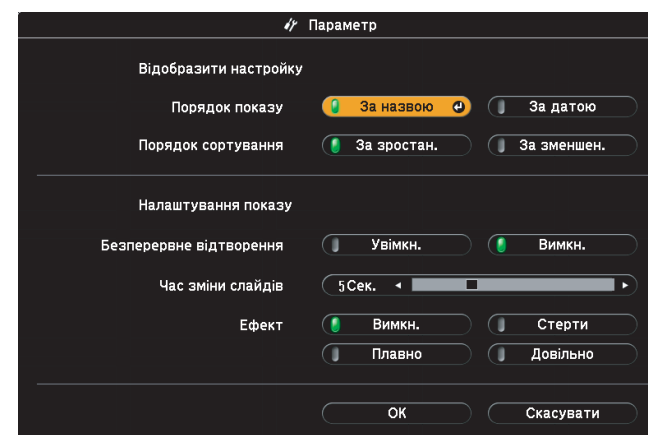 Параметр
Відобразити настройку
Порядок показу За назвою За датою
Порядок сортування За зростан. За зменшен.
Налаштування показу
Безперервне відтворення Увімкн. Вимкн.
Час зміни слайдів 5Сек.
Ефект Вимкн. Стерти
Плавно Довільно
OK Скасувати